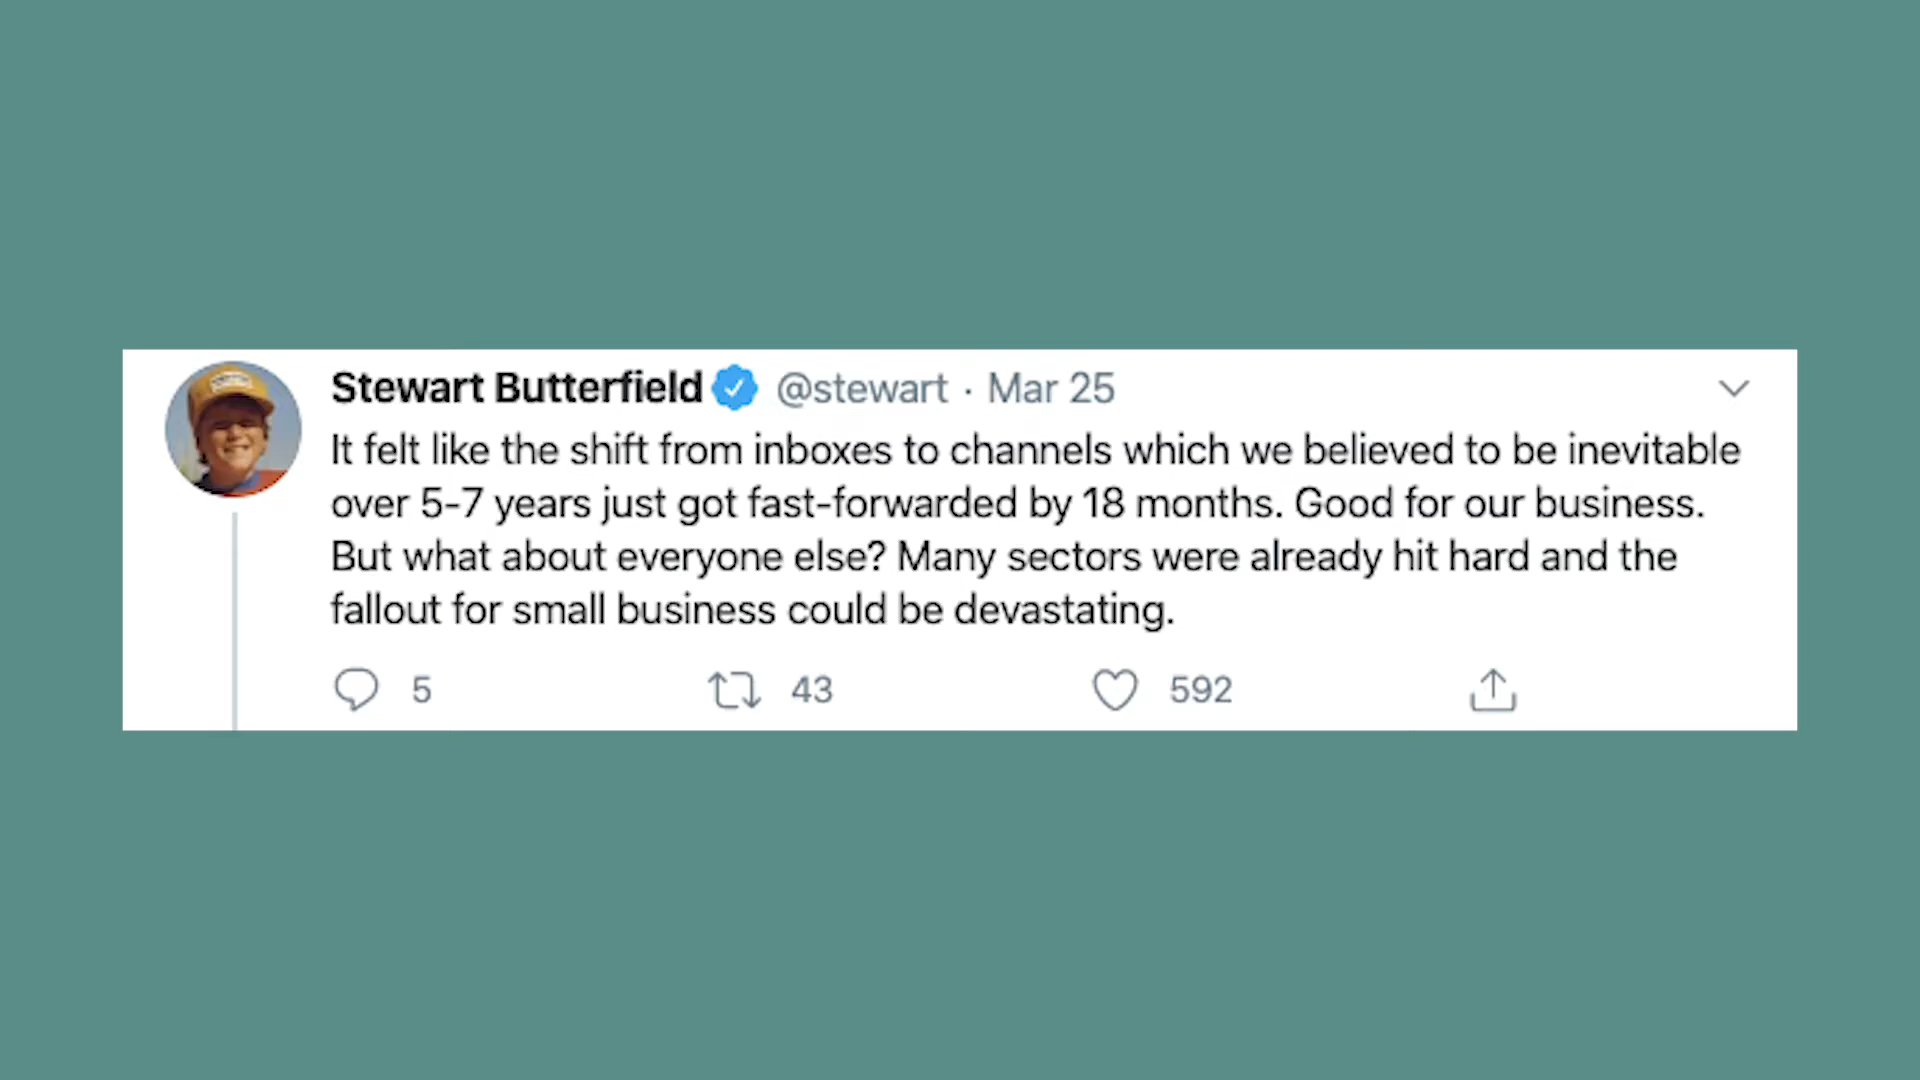 Stewart Butterfield @stewart · Mar 25
It felt like the shift from inboxes to channels which we believed to be inevitable
over 5-7 years just got fast-forwarded by 18 months. Good for our business.
But what about everyone else? Many sectors were already hit hard and the
fallout for small business could be devastating.
5 43 592